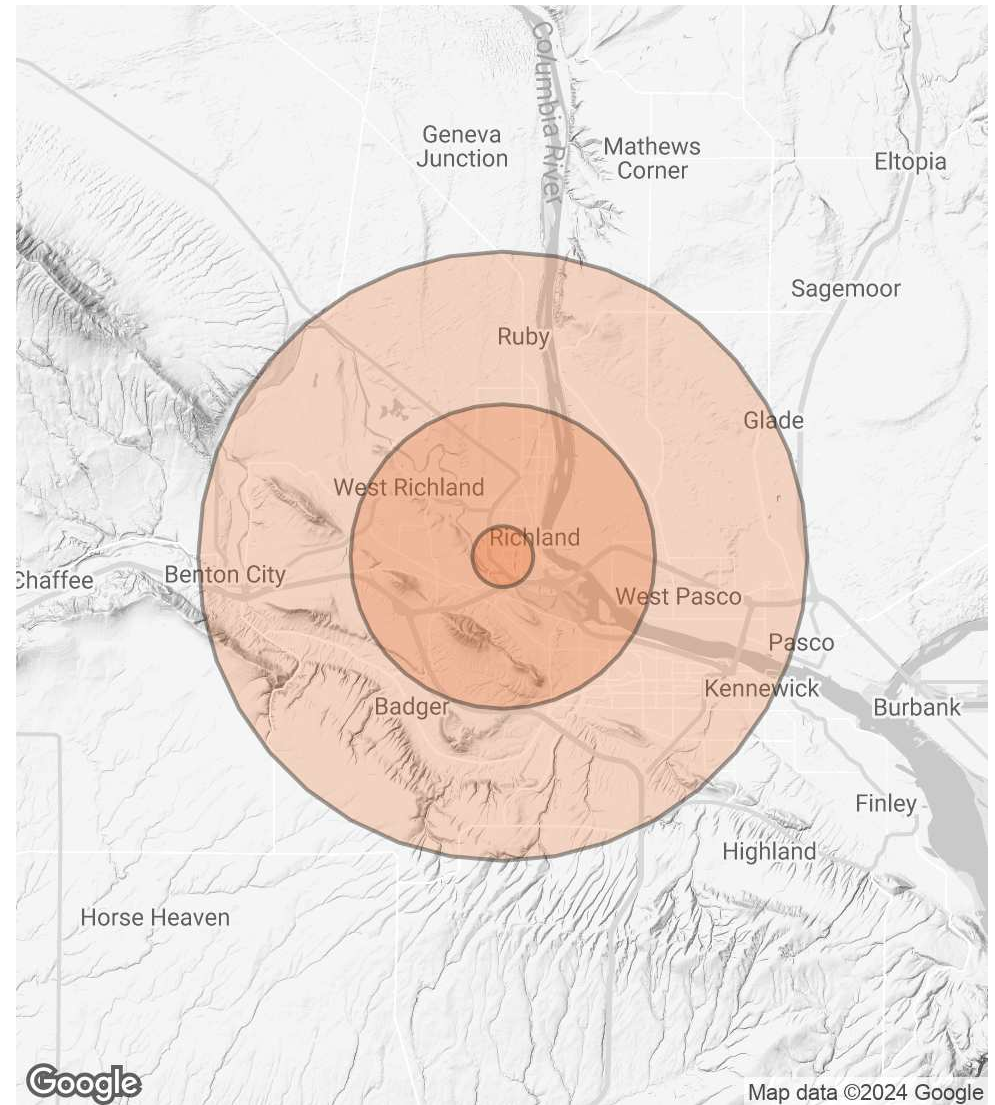 Columbia River
Geneva
Junction
Mathews
Corner
Eltopia
Sagemoor
Ruby
Glade
West Richland
Richland
Chaffee
Benton City
West Pasco
Pasco
Kennewick
Badger
Burbank
Finley
Highland
Horse Heaven
Google
Map data ©2024 Google